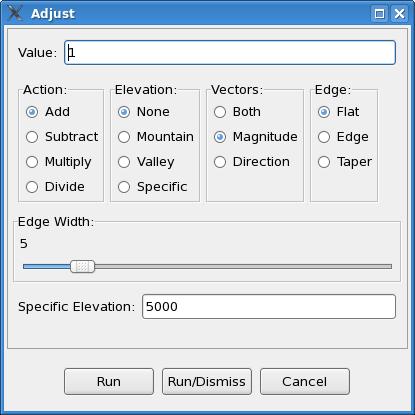 Adjust
Value: 1
Action: Elevation: Vectors: Edge:
Add None Both Flat
Subtract Mountain Magnitude Edge
Multiply Valley Direction Taper
Divide Specific
Edge Width:
5
Specific Elevation: 5000
Run Run/Dismiss Cancel